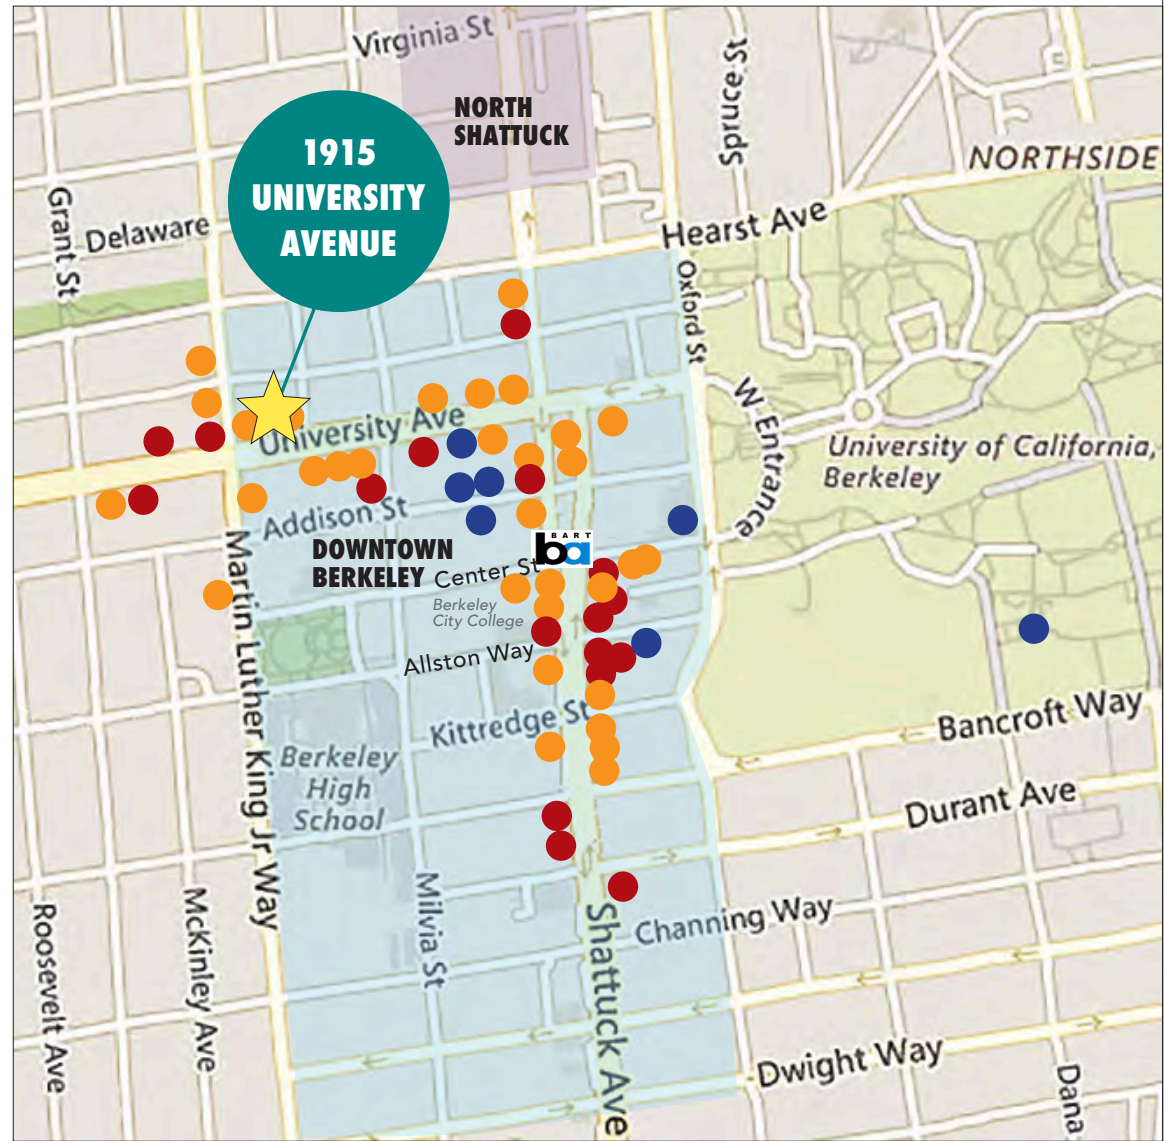 Virginia St
NORTH
SHATTUCK
Spruce St
1915
UNIVERSITY
AVENUE
NORTHSIDE
Grant St
Delaware
Hearst Ave
Oxford St
W Entrance
University Ave
University of California,
Berkeley
Addison St
BART
ba
DOWNTOWN
BERKELEY
Center St
Berkeley
City College
Martin Luther King Jr Way
Allston Way
Kittredge St
Bancroft Way
Berkeley
High
School
Durant Ave
Milvia St
Channing Way
Roosevelt Ave
McKinley Ave
Shattuck Ave
Dwight Way
Dana